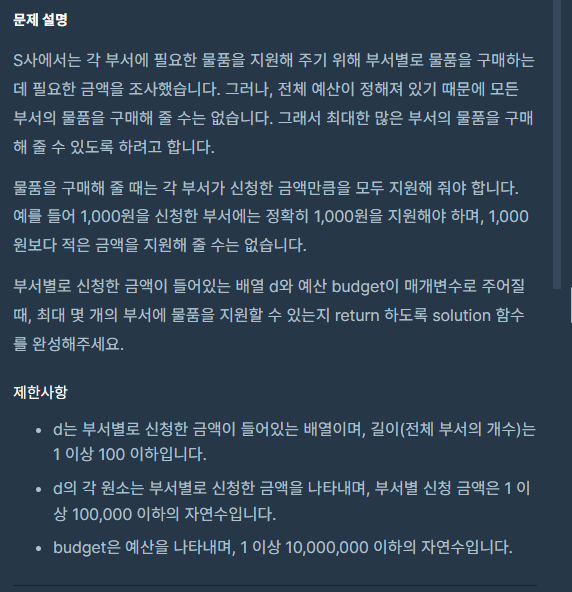 문제 설명
S사에서는 각 부서에 필요한 물품을 지원해 주기 위해 부서별로 물품을 구매하는
데 필요한 금액을 조사했습니다. 그러나, 전체 예산이 정해져 있기 때문에 모든
부서의 물품을 구매해 줄 수는 없습니다. 그래서 최대한 많은 부서의 물품을 구매
해 줄 수 있도록 하려고 합니다.
물품을 구매해 줄 때는 각 부서가 신청한 금액만큼을 모두 지원해 줘야 합니다.
예를 들어 1,000원을 신청한 부서에는 정확히 1,000원을 지원해야 하며, 1,000
원보다 적은 금액을 지원해 줄 수는 없습니다.
부서별로 신청한 금액이 들어있는 배열 d와 예산 budget이 매개변수로 주어질
때, 최대 몇 개의 부서에 물품을 지원할 수 있는지 return 하도록 solution 함수
를 완성해주세요.
제한사항
• d는 부서별로 신청한 금액이 들어있는 배열이며, 길이(전체 부서의 개수)는
1 이상 100 이하입니다.
• d의 각 원소는 부서별로 신청한 금액을 나타내며, 부서별 신청 금액은 1 이
상 100,000 이하의 자연수입니다.
• budget은 예산을 나타내며, 1 이상 10,000,000 이하의 자연수입니다.